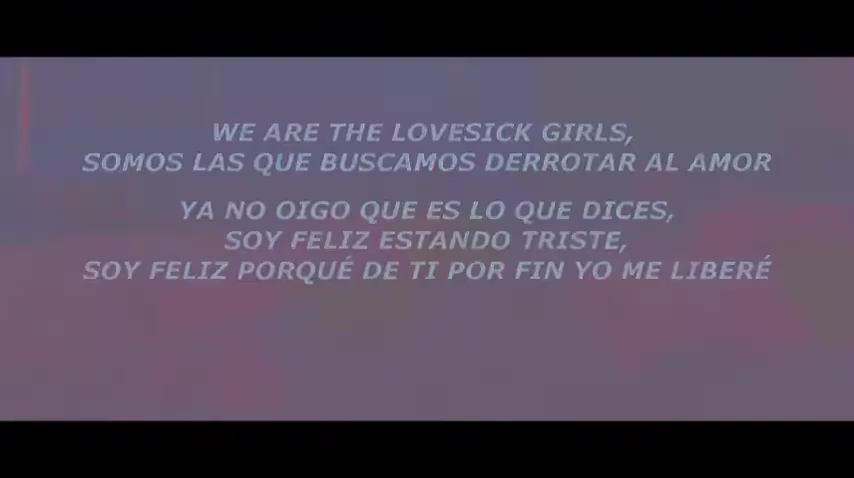 WE ARE THE LOVESICK GIRLS,
SOMOS LAS QUE BUSCAMOS DERROTAR AL AMOR
YA NO OIGO QUE ES LO QUE DICES,
SOY FELIZ ESTANDO TRISTE,
SOY FELIZ PORQUÉ DE TI POR FIN YO ME LIBERÉ